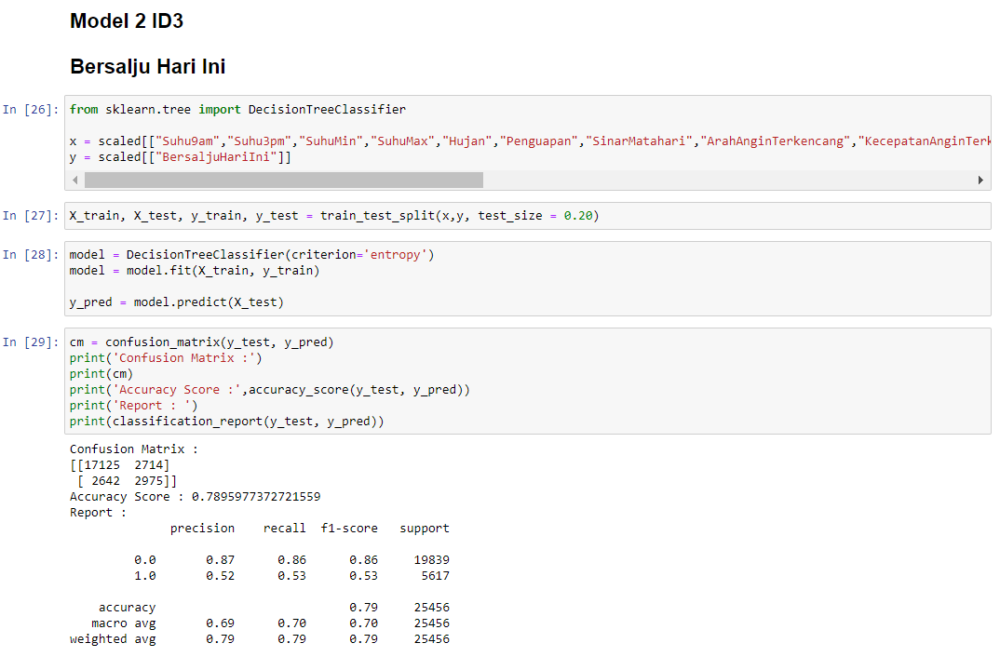 Model 2 ID3
Bersalju Hari Ini
In [26]:
from sklearn.tree import DecisionTreeClassifier
x = scaled[["Suhu9am","Suhu3pm","SuhuMin","SuhuMax","Hujan","Penguapan","SinarMatahari","ArahAnginTerkencang","KecepatanAnginTerk
y = scaled[["BersaljuHariIni"]]
In [27]:
X_train, X_test, y_train, y_test = train_test_split(x,y, test_size = 0.20)
In [28]:
model = DecisionTreeClassifier(criterion='entropy')
model = model.fit(X_train, y_train)
y_pred = model.predict(X_test)
In [29]:
cm = confusion_matrix(y_test, y_pred)
print('Confusion Matrix :')
print(cm)
print('Accuracy Score :',accuracy_score(y_test, y_pred))
print('Report : ')
print(classification_report(y_test, y_pred))
Confusion Matrix :
[[17125  2714]
 [ 2642  2975]]
Accuracy Score : 0.7895977372721559
Report :
              precision    recall  f1-score   support
         0.0       0.87      0.86      0.86     19839
         1.0       0.52      0.53      0.53      5617
    accuracy                           0.79     25456
   macro avg       0.69      0.70      0.70     25456
weighted avg       0.79      0.79      0.79     25456